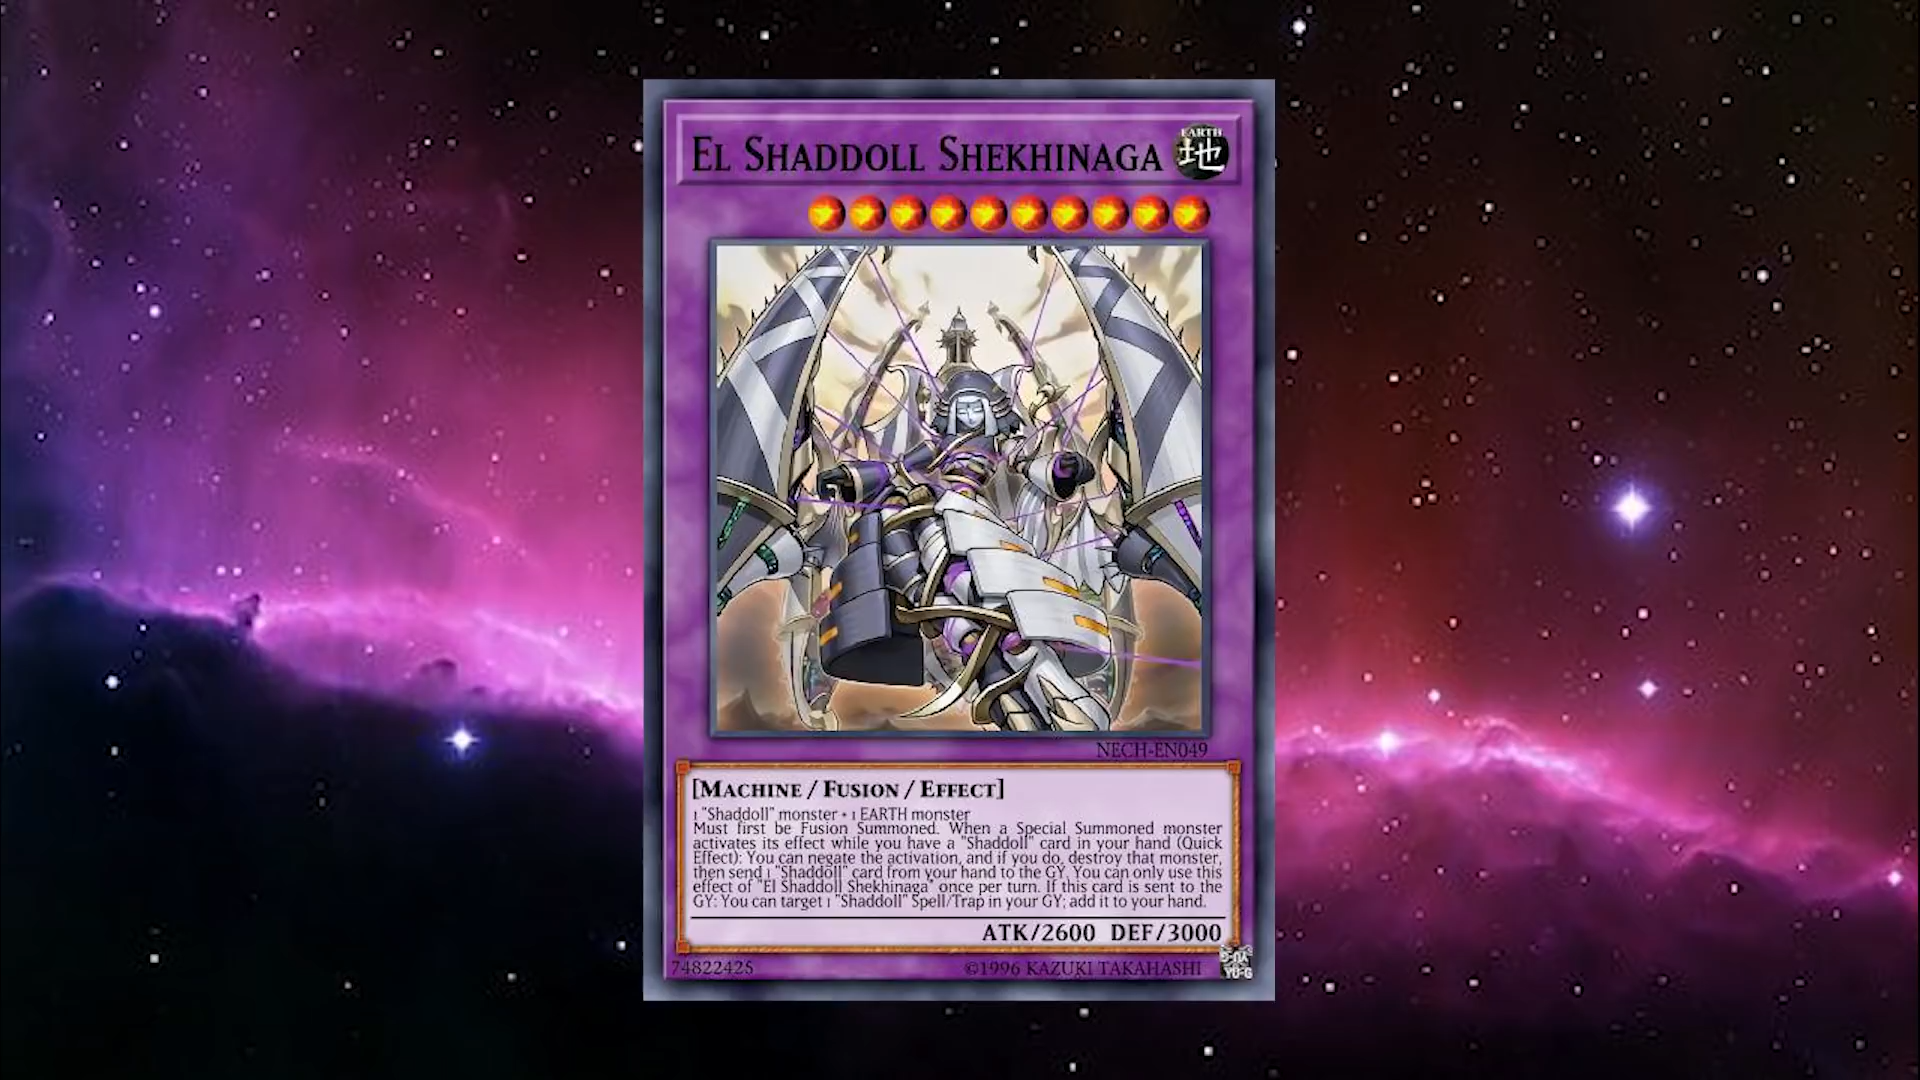 EL SHADDOLL SHEKHINAGA
EARTH
地
NECH-EN049
[MACHINE / FUSION / EFFECT]
1 "Shaddoll" monster + 1 EARTH monster
Must first be Fusion Summoned. When a Special Summoned monster
activates its effect while you have a "Shaddoll" card in your hand (Quick
Effect): You can negate the activation, and if you do, destroy that monster,
then send 1 "Shaddoll" card from your hand to the GY. You can only use this
effect of "El Shaddoll Shekhinaga" once per turn. If this card is sent to the
GY: You can target 1 "Shaddoll" Spell/Trap in your GY; add it to your hand.
ATK/2600 DEF/3000
74822425
©1996 KAZUKI TAKAHASHI